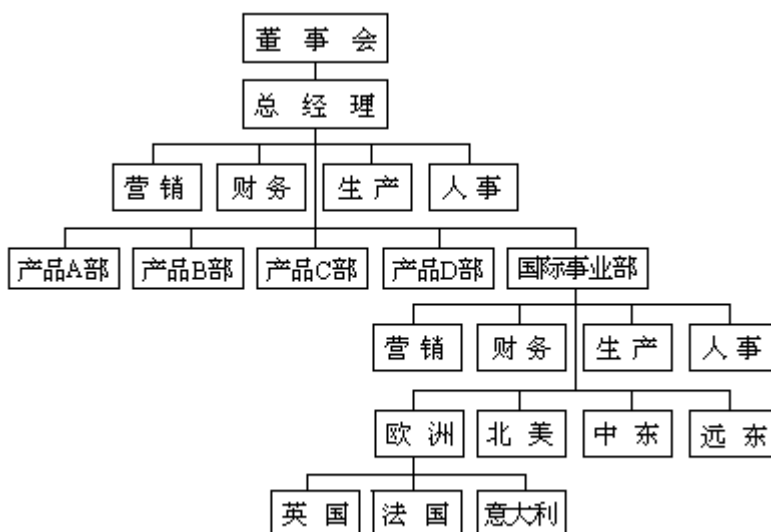 董事会
总经理
营销 财务 生产 人事
产品A部 产品B部 产品C部 产品D部 国际事业部
营销 财务 生产 人事
欧洲 北美 中东 远东
英国 法国 意大利